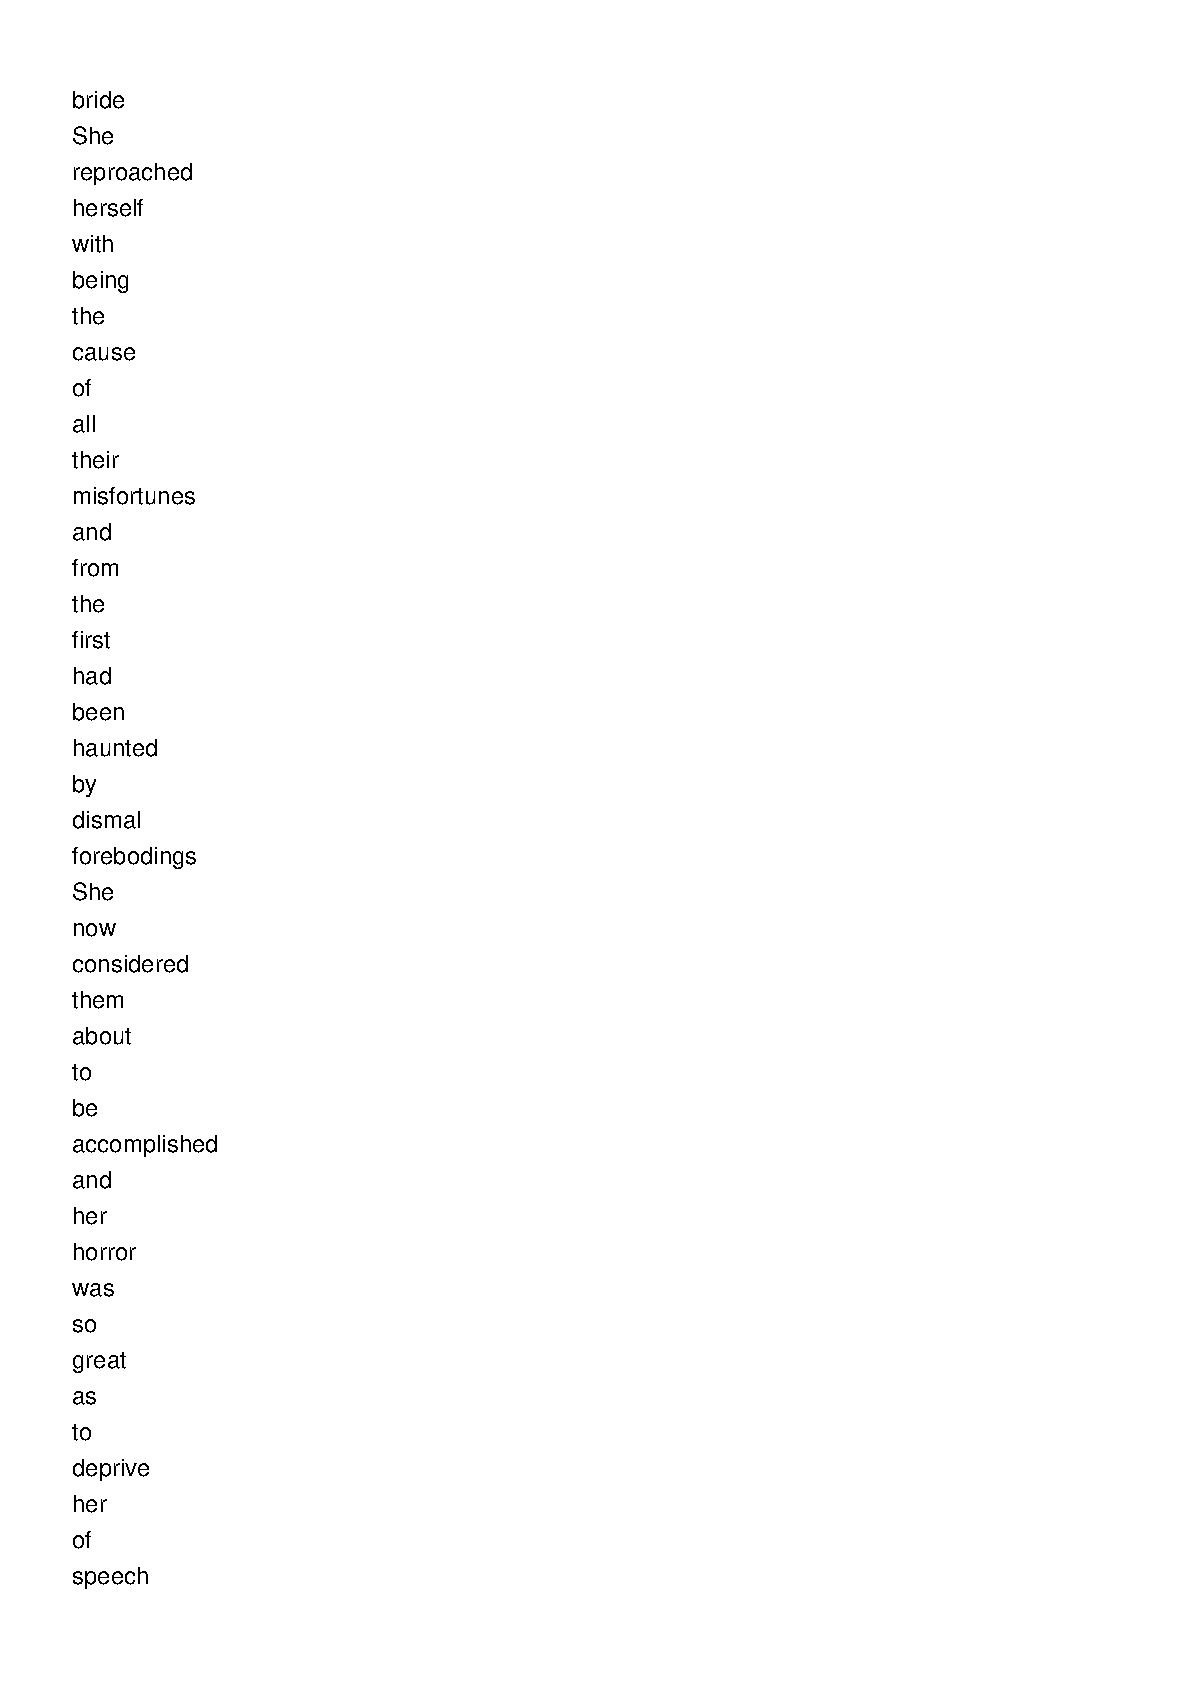 bride
She
reproached
herself
with
being
the
cause
of
all
their
misfortunes
and
from
the
first
had
been
haunted
by
dismal
forebodings
She
now
considered
them
about
to
be
accomplished
and
her
horror
was
so
great
as
to
deprive
her
of
speech